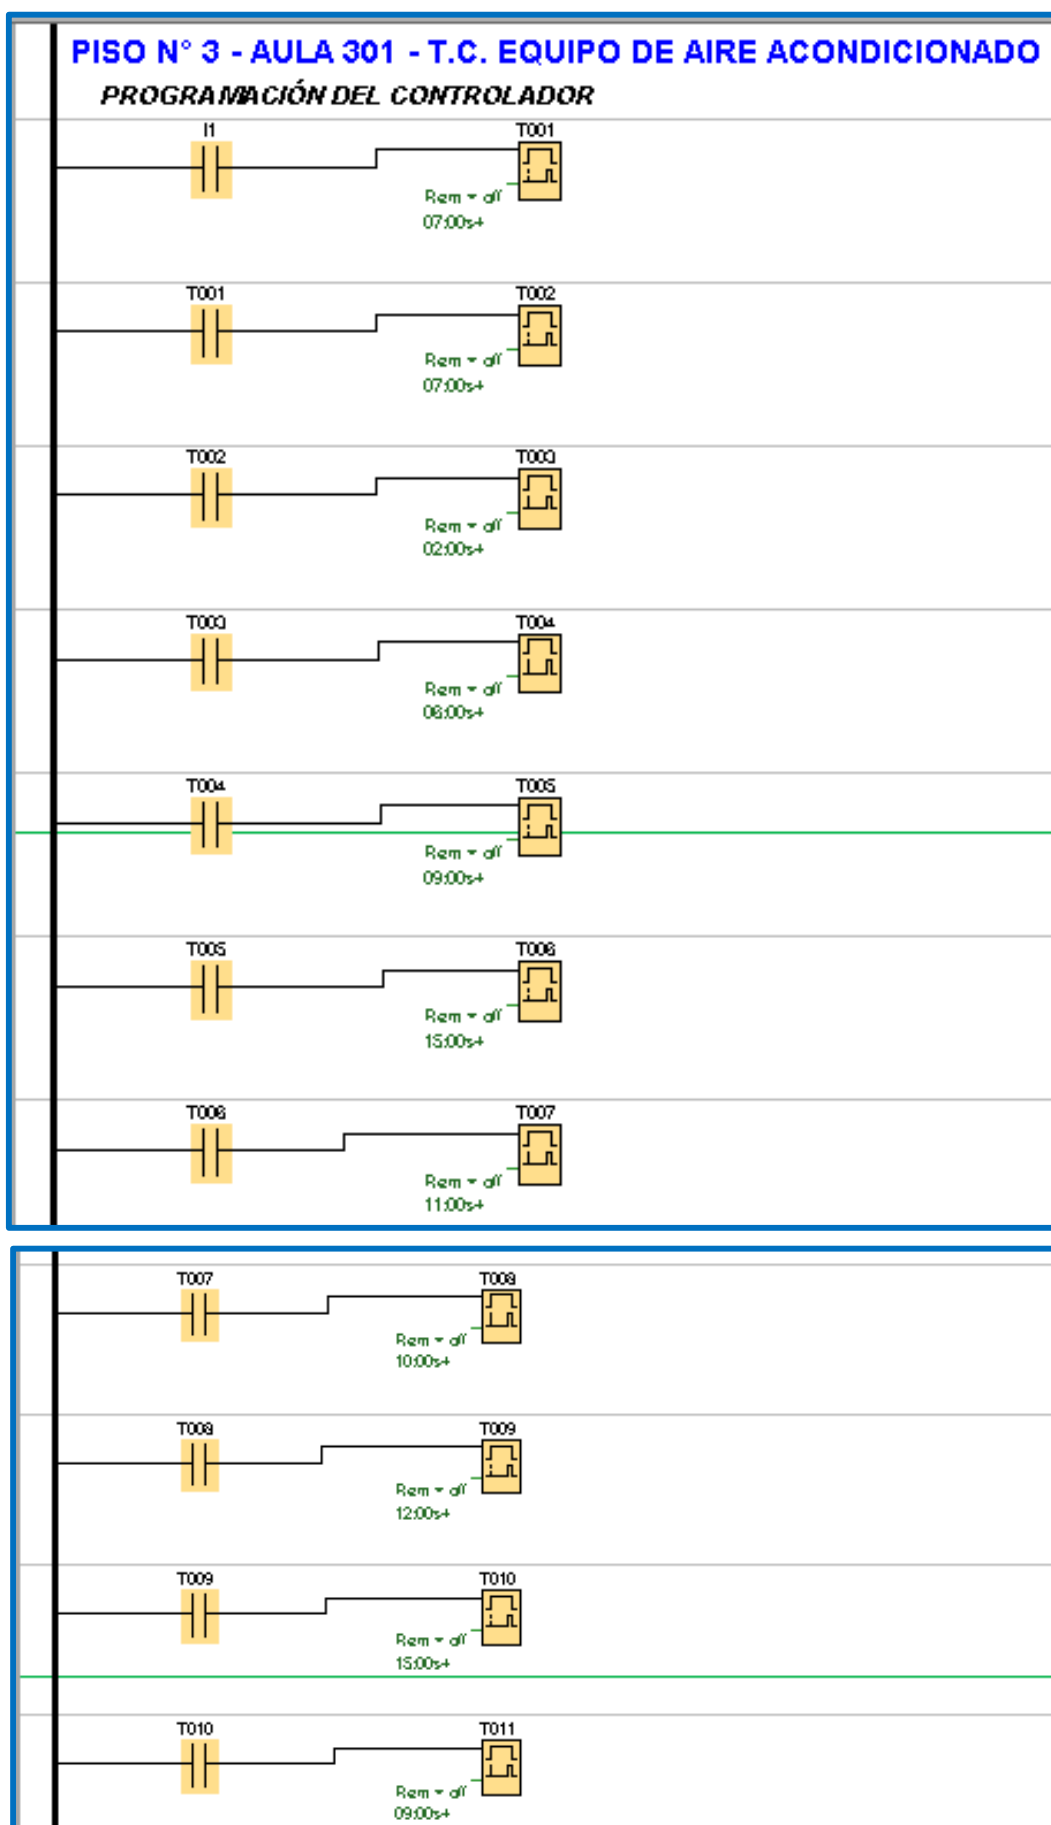 PISO N° 3 - AULA 301 - T.C. EQUIPO DE AIRE ACONDICIONADO
PROGRAMACIÓN DEL CONTROLADOR
I1 T001
Rem = off
07:00s+
T001 T002
Rem = off
07:00s+
T002 T003
Rem = off
02:00s+
T003 T004
Rem = off
06:00s+
T004 T005
Rem = off
09:00s+
T005 T006
Rem = off
15:00s+
T006 T007
Rem = off
11:00s+
T007 T008
Rem = off
10:00s+
T008 T009
Rem = off
12:00s+
T009 T010
Rem = off
15:00s+
T010 T011
Rem = off
09:00s+